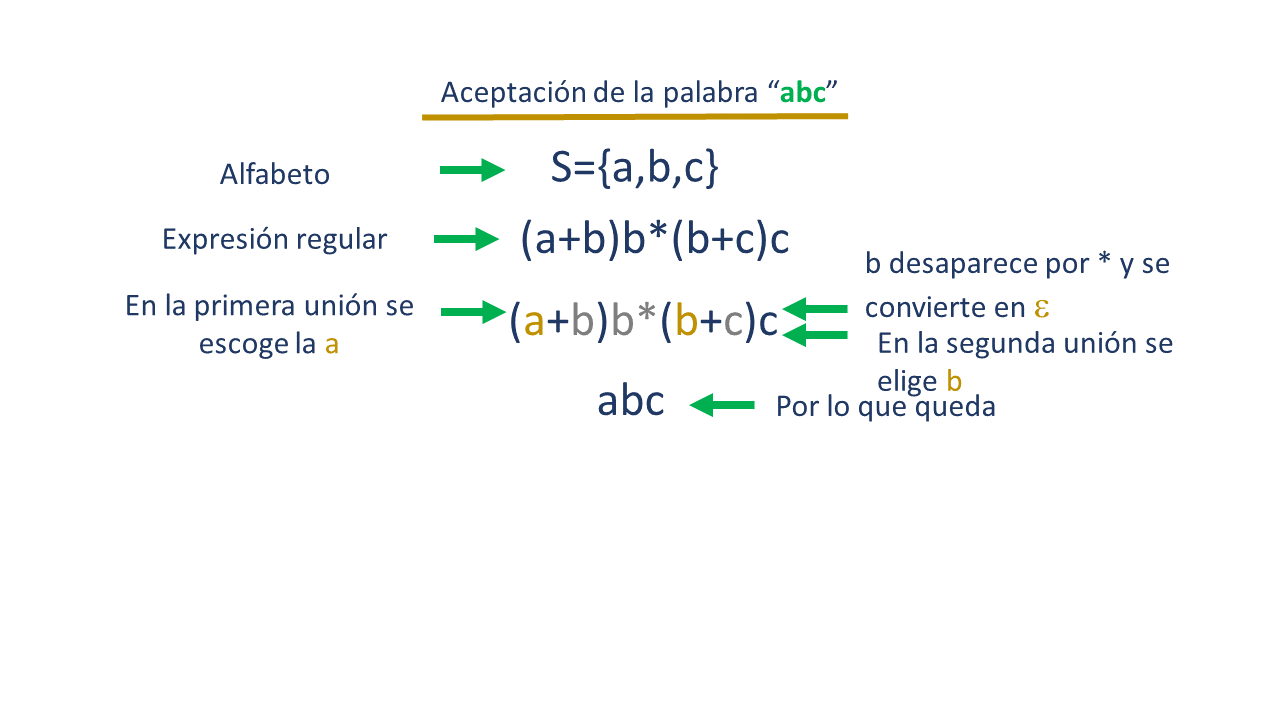 Aceptación de la palabra “abc”
Alfabeto
S={a,b,c}
Expresión regular
(a+b)b*(b+c)c
En la primera unión se
escoge la a
(a+b)b*(b+c)c
b desaparece por * y se
convierte en ε
En la segunda unión se
elige b
abc
Por lo que queda